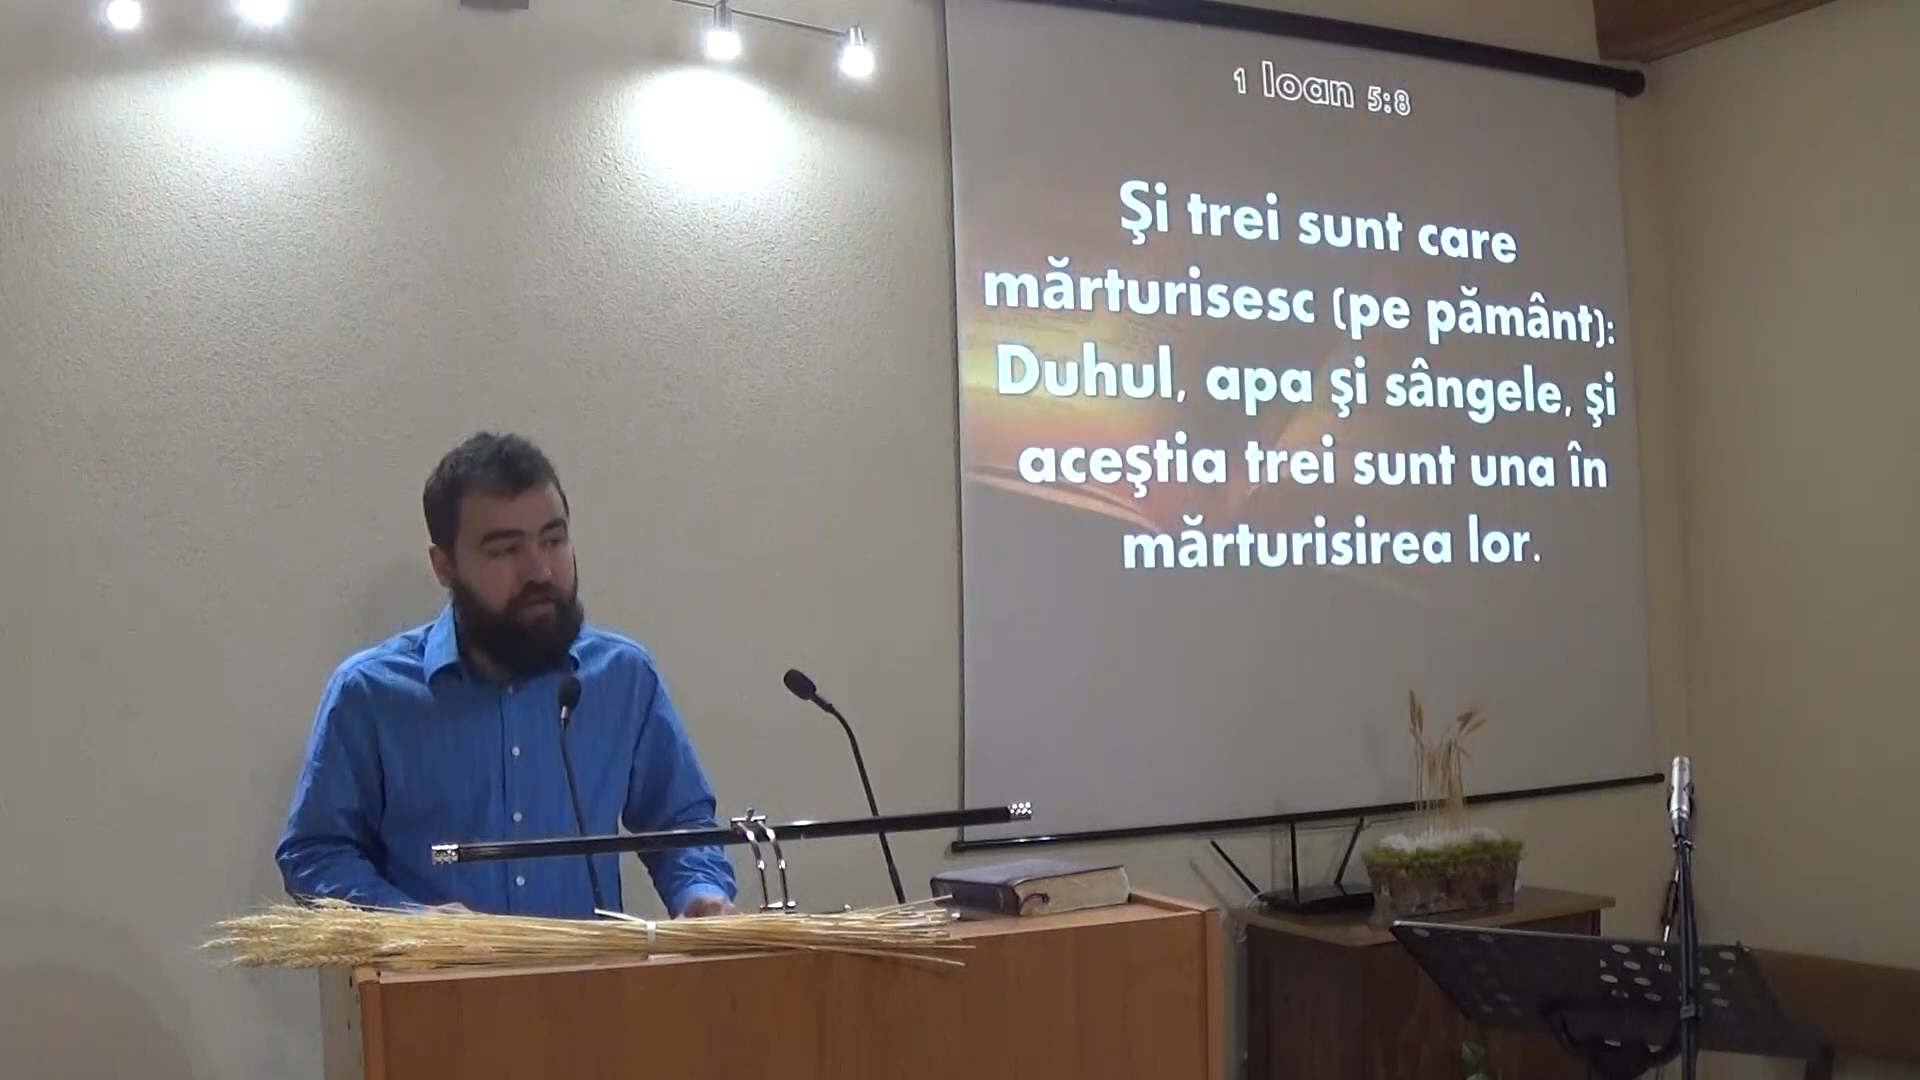 1 Ioan 5:8
Şi trei sunt care
mărturisesc (pe pământ):
Duhul, apa şi sângele, şi
aceştia trei sunt una în
mărturisirea lor.